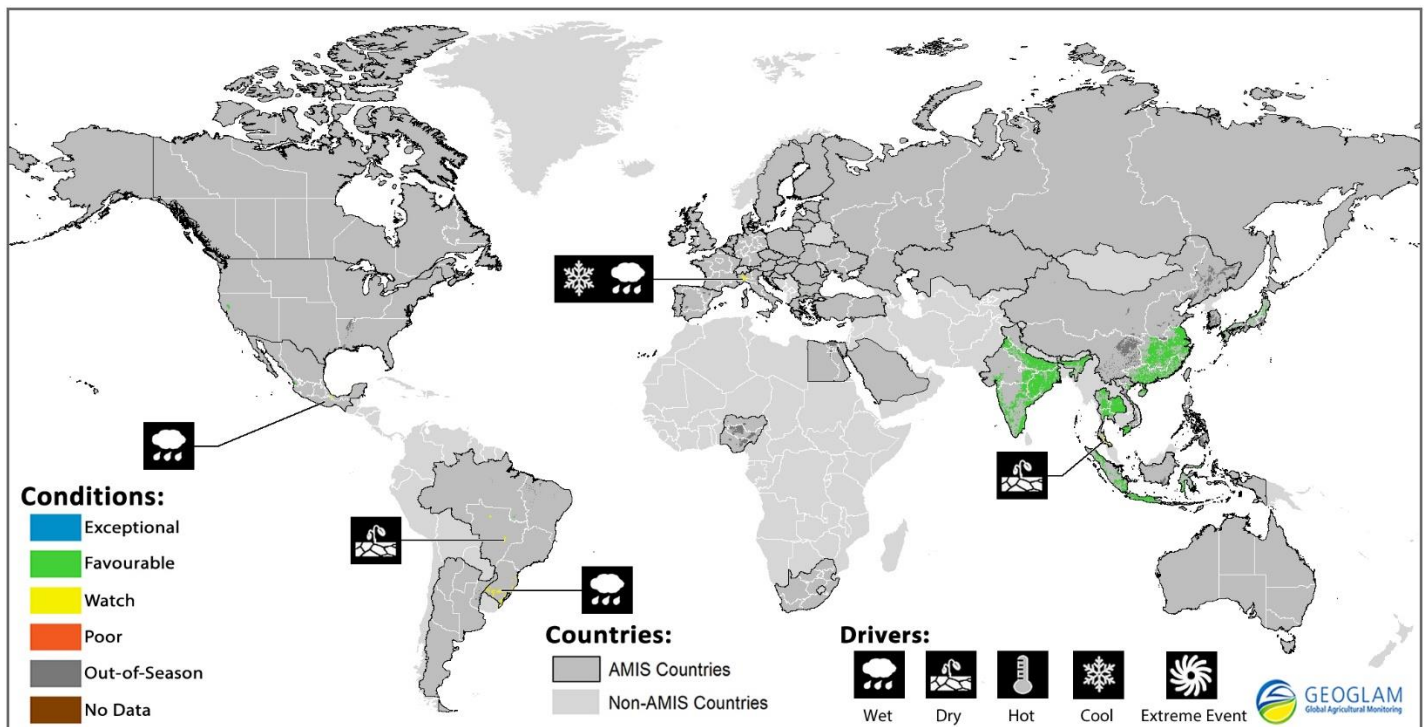 Conditions:
Exceptional
Favourable
Watch
Poor
Out-of-Season
No Data
Countries:
AMIS Countries
Non-AMIS Countries
Drivers:
Wet Dry Hot Cool Extreme Event
GEOGLAM
Global Agricultural Monitoring